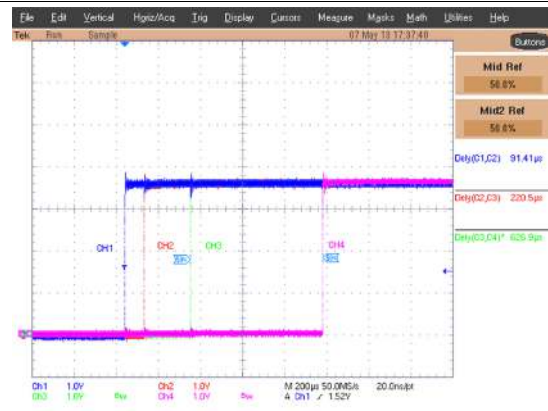 File Edit Vertical Horiz/Acq Trig Display Cursors Measure Masks Math Utilities Help
Tek Run Sample 07 May 13 17:37:40
Buttons
Mid Ref
50.0%
Mid2 Ref
50.0%
Dely(C1,C2) 91.41µs
Dely(C2,C3) 220.5µs
Dely(C3,C4)* 626.9µs
CH1 CH2 CH3 CH4
Ch1 1.0V Ch2 1.0V M 200µs 50.0MS/s 20.0ns/pt
Ch3 1.0V Bw Ch4 1.0V Bw A Ch1 ∕ 1.52V